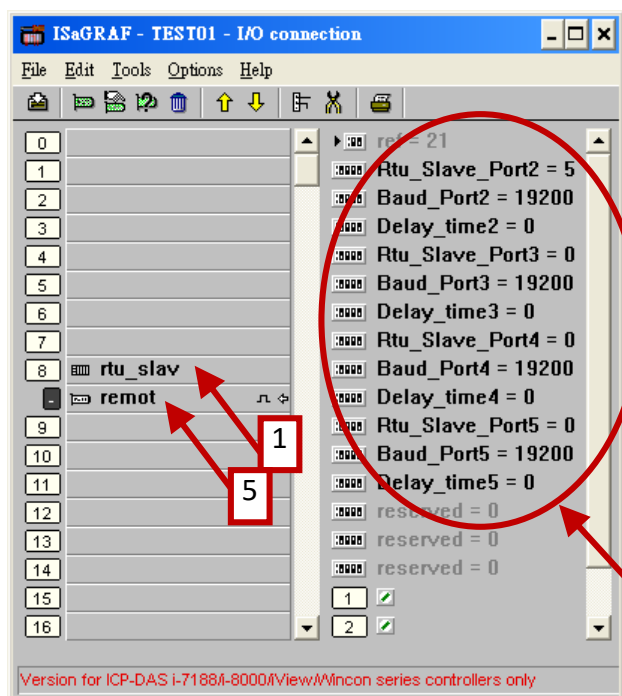 ISaGRAF - TEST01 - I/O connection
File Edit Tools Options Help
0
1
2
3
4
5
6
7
8 rtu_slav
remot
9
10
11
12
13
14
15
16
1
5
ref = 21
Rtu_Slave_Port2 = 5
Baud_Port2 = 19200
Delay_time2 = 0
Rtu_Slave_Port3 = 0
Baud_Port3 = 19200
Delay_time3 = 0
Rtu_Slave_Port4 = 0
Baud_Port4 = 19200
Delay_time4 = 0
Rtu_Slave_Port5 = 0
Baud_Port5 = 19200
Delay_time5 = 0
reserved = 0
reserved = 0
reserved = 0
1
2
Version for ICP-DAS i-7188/i-8000/iView/Wincon series controllers only